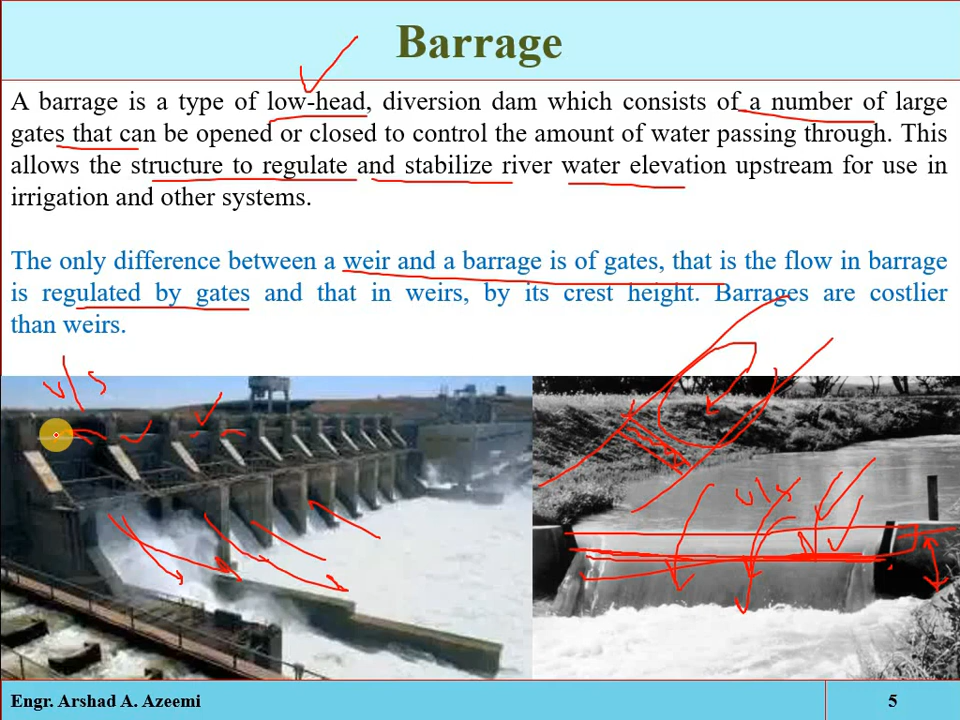 Barrage
A barrage is a type of low-head, diversion dam which consists of a number of large
gates that can be opened or closed to control the amount of water passing through. This
allows the structure to regulate and stabilize river water elevation upstream for use in
irrigation and other systems.
The only difference between a weir and a barrage is of gates, that is the flow in barrage
is regulated by gates and that in weirs, by its crest height. Barrages are costlier
than weirs.
u/s
u/s
Engr. Arshad A. Azeemi
5